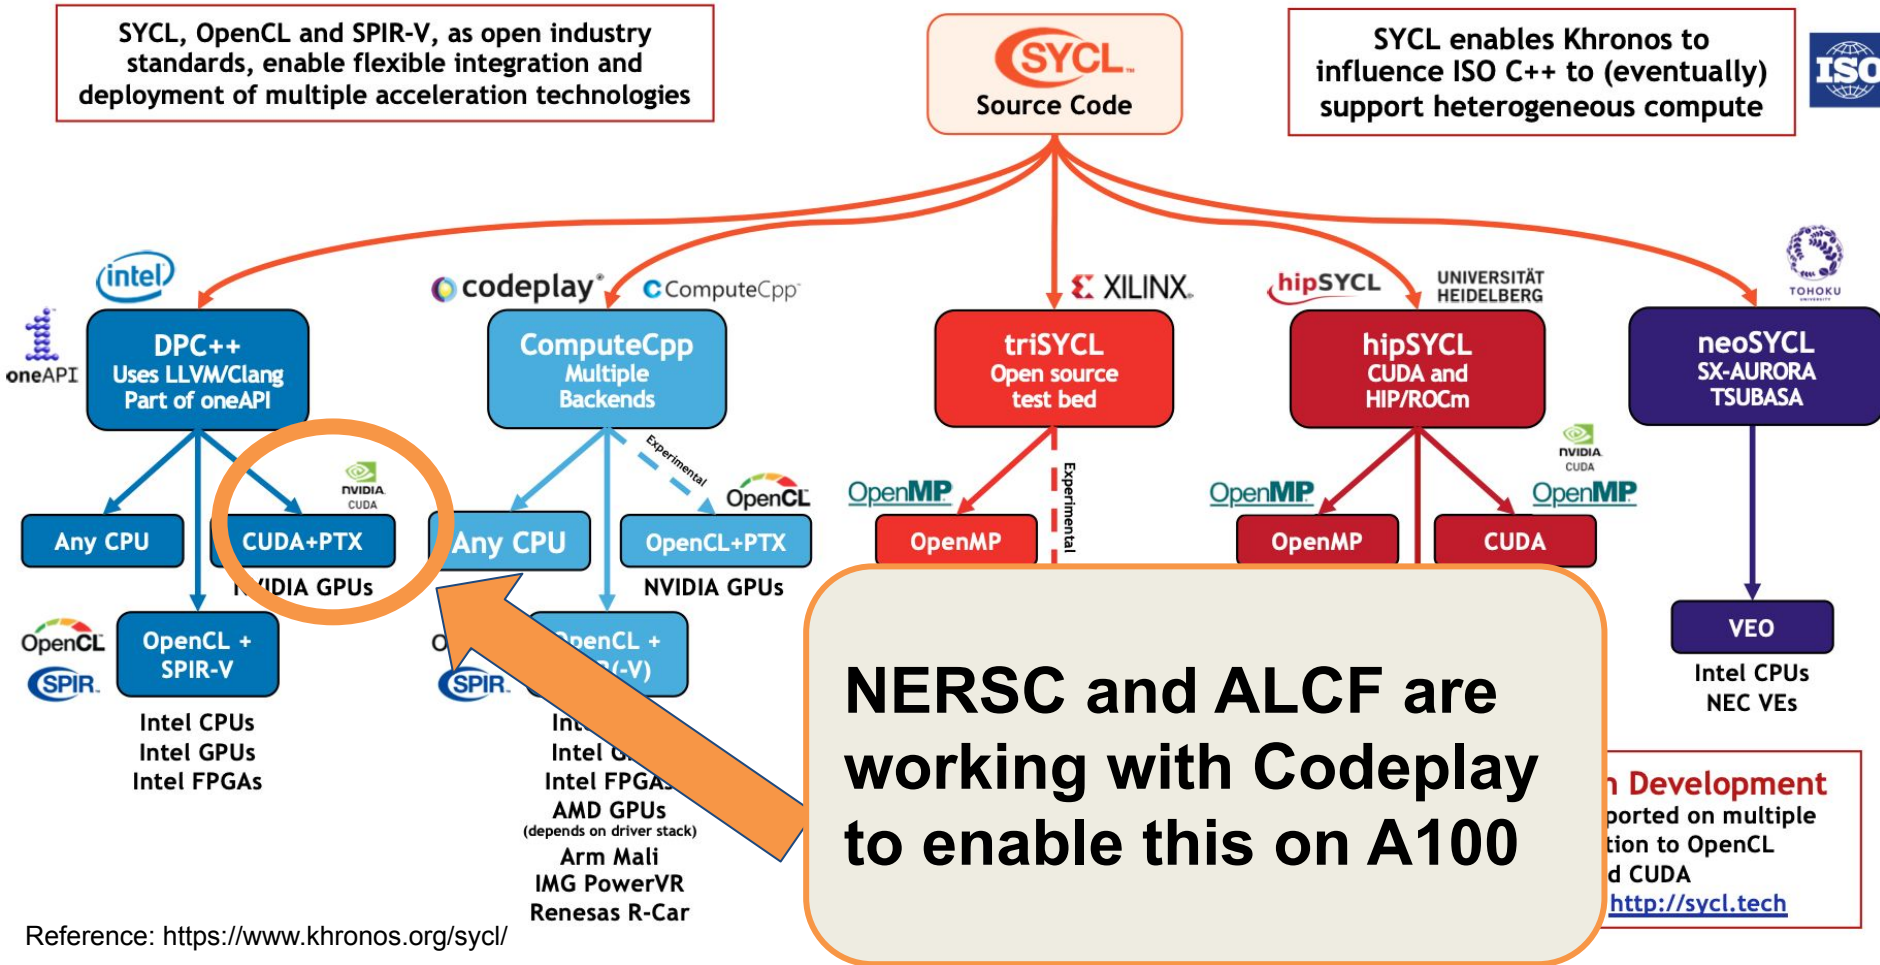 SYCL, OpenCL and SPIR-V, as open industry
standards, enable flexible integration and
deployment of multiple acceleration technologies
SYCL™
Source Code
SYCL enables Khronos to
influence ISO C++ to (eventually)
support heterogeneous compute
ISO
intel
oneAPI
DPC++
Uses LLVM/Clang
Part of oneAPI
codeplay®
ComputeCpp™
ComputeCpp
Multiple
Backends
XILINX.
triSYCL
Open source
test bed
hipSYCL
UNIVERSITÄT
HEIDELBERG
hipSYCL
CUDA and
HIP/ROCm
TOHOKU
UNIVERSITY
neoSYCL
SX-AURORA
TSUBASA
Any CPU
NVIDIA
CUDA
CUDA+PTX
NVIDIA GPUs
OpenCL
SPIR.
OpenCL +
SPIR-V
Intel CPUs
Intel GPUs
Intel FPGAs
Any CPU
Experimental
OpenCL
OpenCL+PTX
NVIDIA GPUs
SPIR.
OpenCL +
(-V)
Intel
Intel FPGAs
AMD GPUs
(depends on driver stack)
Arm Mali
IMG PowerVR
Renesas R-Car
OpenMP
OpenMP
Experimental
OpenMP
OpenMP
NVIDIA
CUDA
OpenMP
CUDA
VEO
Intel CPUs
NEC VEs
NERSC and ALCF are
working with Codeplay
to enable this on A100
Development
ported on multiple
tion to OpenCL
d CUDA
http://sycl.tech
Reference: https://www.khronos.org/sycl/